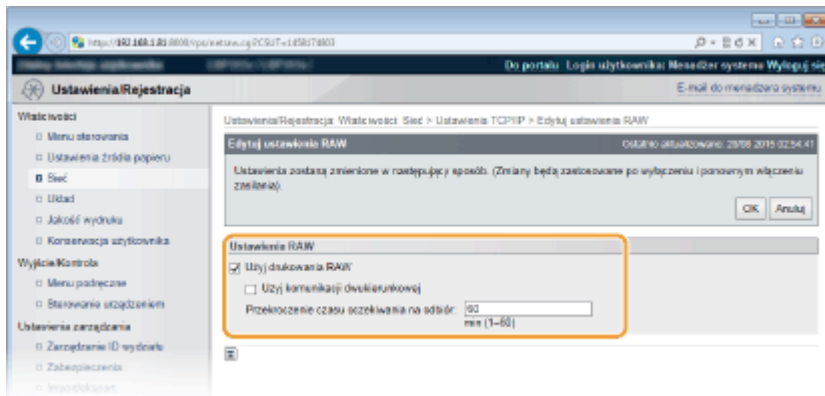 Do portalu Login użytkownika: Menadżer systemu Wyloguj się
Ustawienia/Rejestracja
E-mail do menadżera systemu
Właściwości
Menu sterowania
Ustawienia źródła papieru
Sieć
Układ
Jakość wydruku
Konserwacja użytkownika
Wyjście/Kontrola
Menu podręczne
Sterowanie urządzeniem
Ustawienia zarządzania
Zarządzanie ID wydziału
Zabezpieczenia
Import/Eksport
Ustawienia/Rejestracja: Właściwości: Sieć > Ustawienia TCP/IP > Edytuj ustawienia RAW
Edytuj ustawienia RAW
Ostatnio aktualizowano: 28/08 2015 02:54:41
Ustawienia zostaną zmienione w następujący sposób. (Zmiany będą zastosowane po wyłączeniu i ponownym włączeniu
zasilania).
OK Anuluj
Ustawienia RAW
Użyj drukowania RAW
Użyj komunikacji dwukierunkowej
Przekroczenie czasu oczekiwania na odbiór: 60
min (1–60)